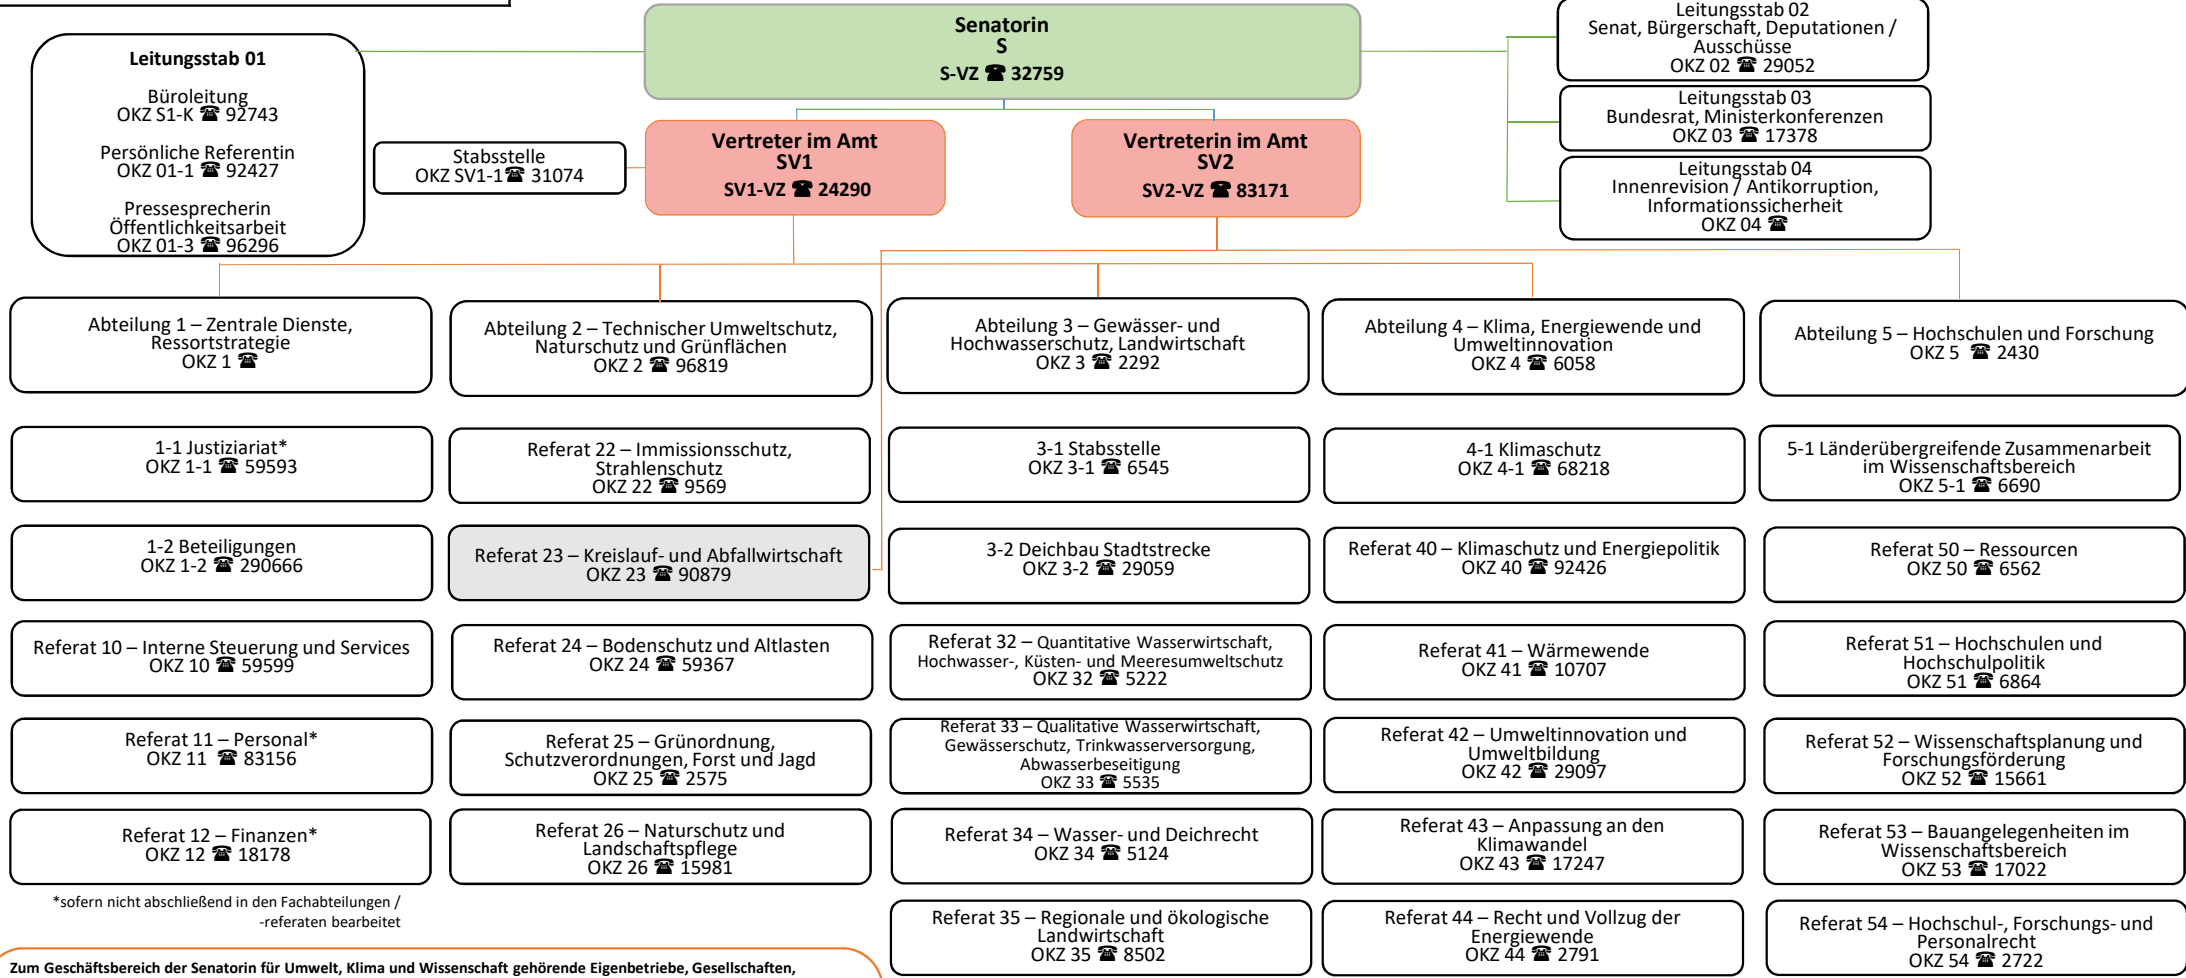 Leitungsstab 01
Büroleitung
OKZ S1-K ☎ 92743
Persönliche Referentin
OKZ 01-1 ☎ 92427
Pressesprecherin
Öffentlichkeitsarbeit
OKZ 01-3 ☎ 96296
Senatorin
S
S-VZ ☎ 32759
Leitungsstab 02
Senat, Bürgerschaft, Deputationen /
Ausschüsse
OKZ 02 ☎ 29052
Leitungsstab 03
Bundesrat, Ministerkonferenzen
OKZ 03 ☎ 17378
Leitungsstab 04
Innenrevision / Antikorruption,
Informationssicherheit
OKZ 04 ☎
Stabsstelle
OKZ SV1-1☎ 31074
Vertreter im Amt
SV1
SV1-VZ ☎ 24290
Vertreterin im Amt
SV2
SV2-VZ ☎ 83171
Abteilung 1 – Zentrale Dienste,
Ressortstrategie
OKZ 1 ☎
1-1 Justiziariat*
OKZ 1-1 ☎ 59593
1-2 Beteiligungen
OKZ 1-2 ☎ 290666
Referat 10 – Interne Steuerung und Services
OKZ 10 ☎ 59599
Referat 11 – Personal*
OKZ 11 ☎ 83156
Referat 12 – Finanzen*
OKZ 12 ☎ 18178
*sofern nicht abschließend in den Fachabteilungen /
-referaten bearbeitet
Abteilung 2 – Technischer Umweltschutz,
Naturschutz und Grünflächen
OKZ 2 ☎ 96819
Referat 22 – Immissionsschutz,
Strahlenschutz
OKZ 22 ☎ 9569
Referat 23 – Kreislauf- und Abfallwirtschaft
OKZ 23 ☎ 90879
Referat 24 – Bodenschutz und Altlasten
OKZ 24 ☎ 59367
Referat 25 – Grünordnung,
Schutzverordnungen, Forst und Jagd
OKZ 25 ☎ 2575
Referat 26 – Naturschutz und
Landschaftspflege
OKZ 26 ☎ 15981
Abteilung 3 – Gewässer- und
Hochwasserschutz, Landwirtschaft
OKZ 3 ☎ 2292
3-1 Stabsstelle
OKZ 3-1 ☎ 6545
3-2 Deichbau Stadtstrecke
OKZ 3-2 ☎ 29059
Referat 32 – Quantitative Wasserwirtschaft,
Hochwasser-, Küsten- und Meeresumweltschutz
OKZ 32 ☎ 5222
Referat 33 – Qualitative Wasserwirtschaft,
Gewässerschutz, Trinkwasserversorgung,
Abwasserbeseitigung
OKZ 33 ☎ 5535
Referat 34 – Wasser- und Deichrecht
OKZ 34 ☎ 5124
Referat 35 – Regionale und ökologische
Landwirtschaft
OKZ 35 ☎ 8502
Abteilung 4 – Klima, Energiewende und
Umweltinnovation
OKZ 4 ☎ 6058
4-1 Klimaschutz
OKZ 4-1 ☎ 68218
Referat 40 – Klimaschutz und Energiepolitik
OKZ 40 ☎ 92426
Referat 41 – Wärmewende
OKZ 41 ☎ 10707
Referat 42 – Umweltinnovation und
Umweltbildung
OKZ 42 ☎ 29097
Referat 43 – Anpassung an den
Klimawandel
OKZ 43 ☎ 17247
Referat 44 – Recht und Vollzug der
Energiewende
OKZ 44 ☎ 2791
Abteilung 5 – Hochschulen und Forschung
OKZ 5 ☎ 2430
5-1 Länderübergreifende Zusammenarbeit
im Wissenschaftsbereich
OKZ 5-1 ☎ 6690
Referat 50 – Ressourcen
OKZ 50 ☎ 6562
Referat 51 – Hochschulen und
Hochschulpolitik
OKZ 51 ☎ 6864
Referat 52 – Wissenschaftsplanung und
Forschungsförderung
OKZ 52 ☎ 15661
Referat 53 – Bauangelegenheiten im
Wissenschaftsbereich
OKZ 53 ☎ 17022
Referat 54 – Hochschul-, Forschungs- und
Personalrecht
OKZ 54 ☎ 2722
Zum Geschäftsbereich der Senatorin für Umwelt, Klima und Wissenschaft gehörende Eigenbetriebe, Gesellschaften,